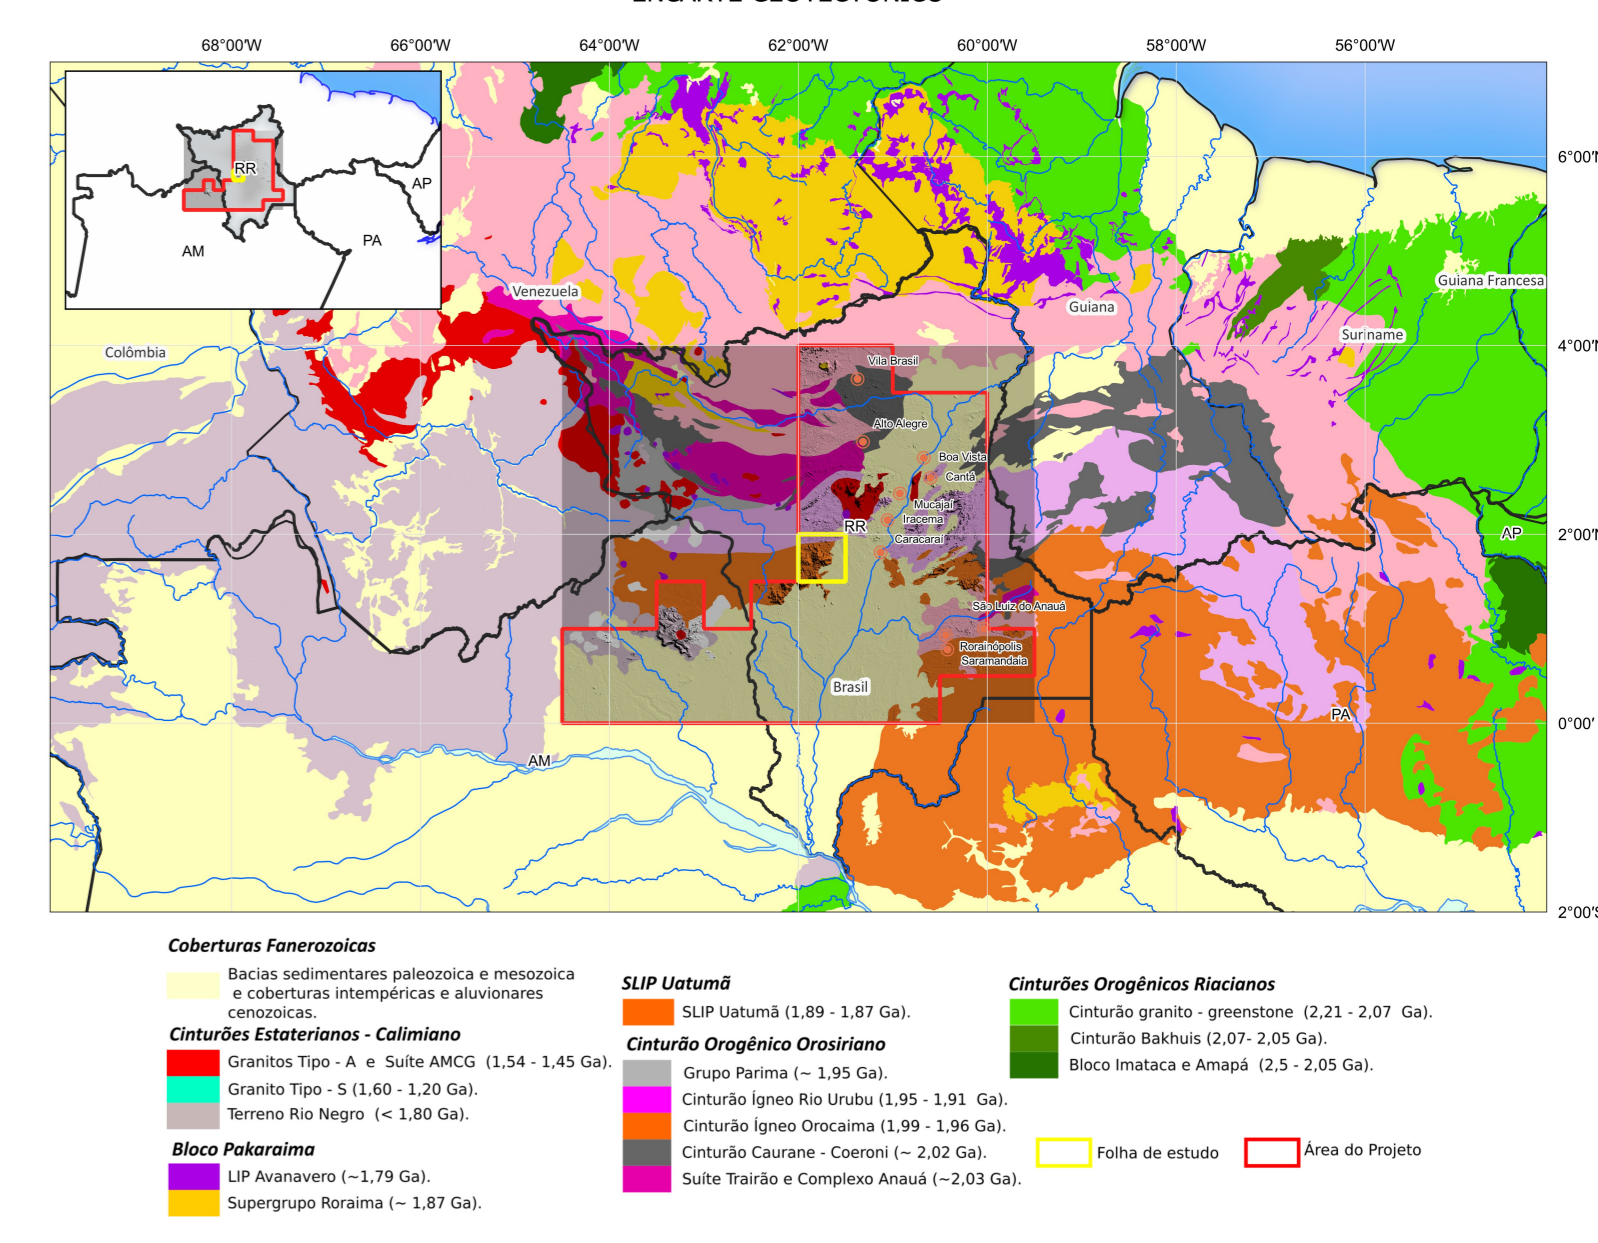 ENCARTE GEOTECTÔNICO
68°00'W 66°00'W 64°00'W 62°00'W 60°00'W 58°00'W 56°00'W
RR
AP
AM
PA
6°00'N
Venezuela
Guiana
Guiana Francesa
Suriname
Colômbia
4°00'N
Vila Brasil
Alto Alegre
Boa Vista
Cantá
Mucajaí
Iracema
RR
Caracaraí
AP
2°00'N
São Luiz do Anauá
Rorainópolis
Saramandaia
Brasil
PA
0°00'
AM
2°00'S
Coberturas Fanerozoicas
Bacias sedimentares paleozoica e mesozoica
e coberturas intempéricas e aluvionares
cenozoicas.
Cinturões Estaterianos - Calimiano
Granitos Tipo - A e Suíte AMCG (1,54 - 1,45 Ga).
Granito Tipo - S (1,60 - 1,20 Ga).
Terreno Rio Negro (< 1,80 Ga).
Bloco Pakaraima
LIP Avanavero (~1,79 Ga).
Supergrupo Roraima (~ 1,87 Ga).
SLIP Uatumã
SLIP Uatumã (1,89 - 1,87 Ga).
Cinturão Orogênico Orosiriano
Grupo Parima (~ 1,95 Ga).
Cinturão Ígneo Rio Urubu (1,95 - 1,91 Ga).
Cinturão Ígneo Orocaima (1,99 - 1,96 Ga).
Cinturão Caurane - Coeroni (~ 2,02 Ga).
Suíte Trairão e Complexo Anauá (~2,03 Ga).
Cinturões Orogênicos Riacianos
Cinturão granito - greenstone (2,21 - 2,07 Ga).
Cinturão Bakhuis (2,07- 2,05 Ga).
Bloco Imataca e Amapá (2,5 - 2,05 Ga).
Folha de estudo
Área do Projeto